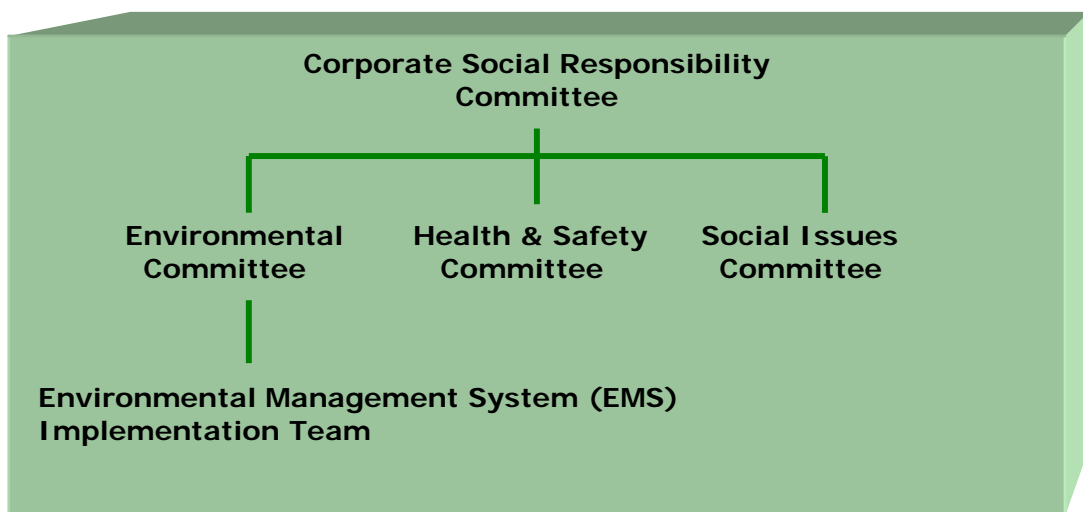 Corporate Social Responsibility
Committee
Environmental
Committee
Health & Safety
Committee
Social Issues
Committee
Environmental Management System (EMS)
Implementation Team